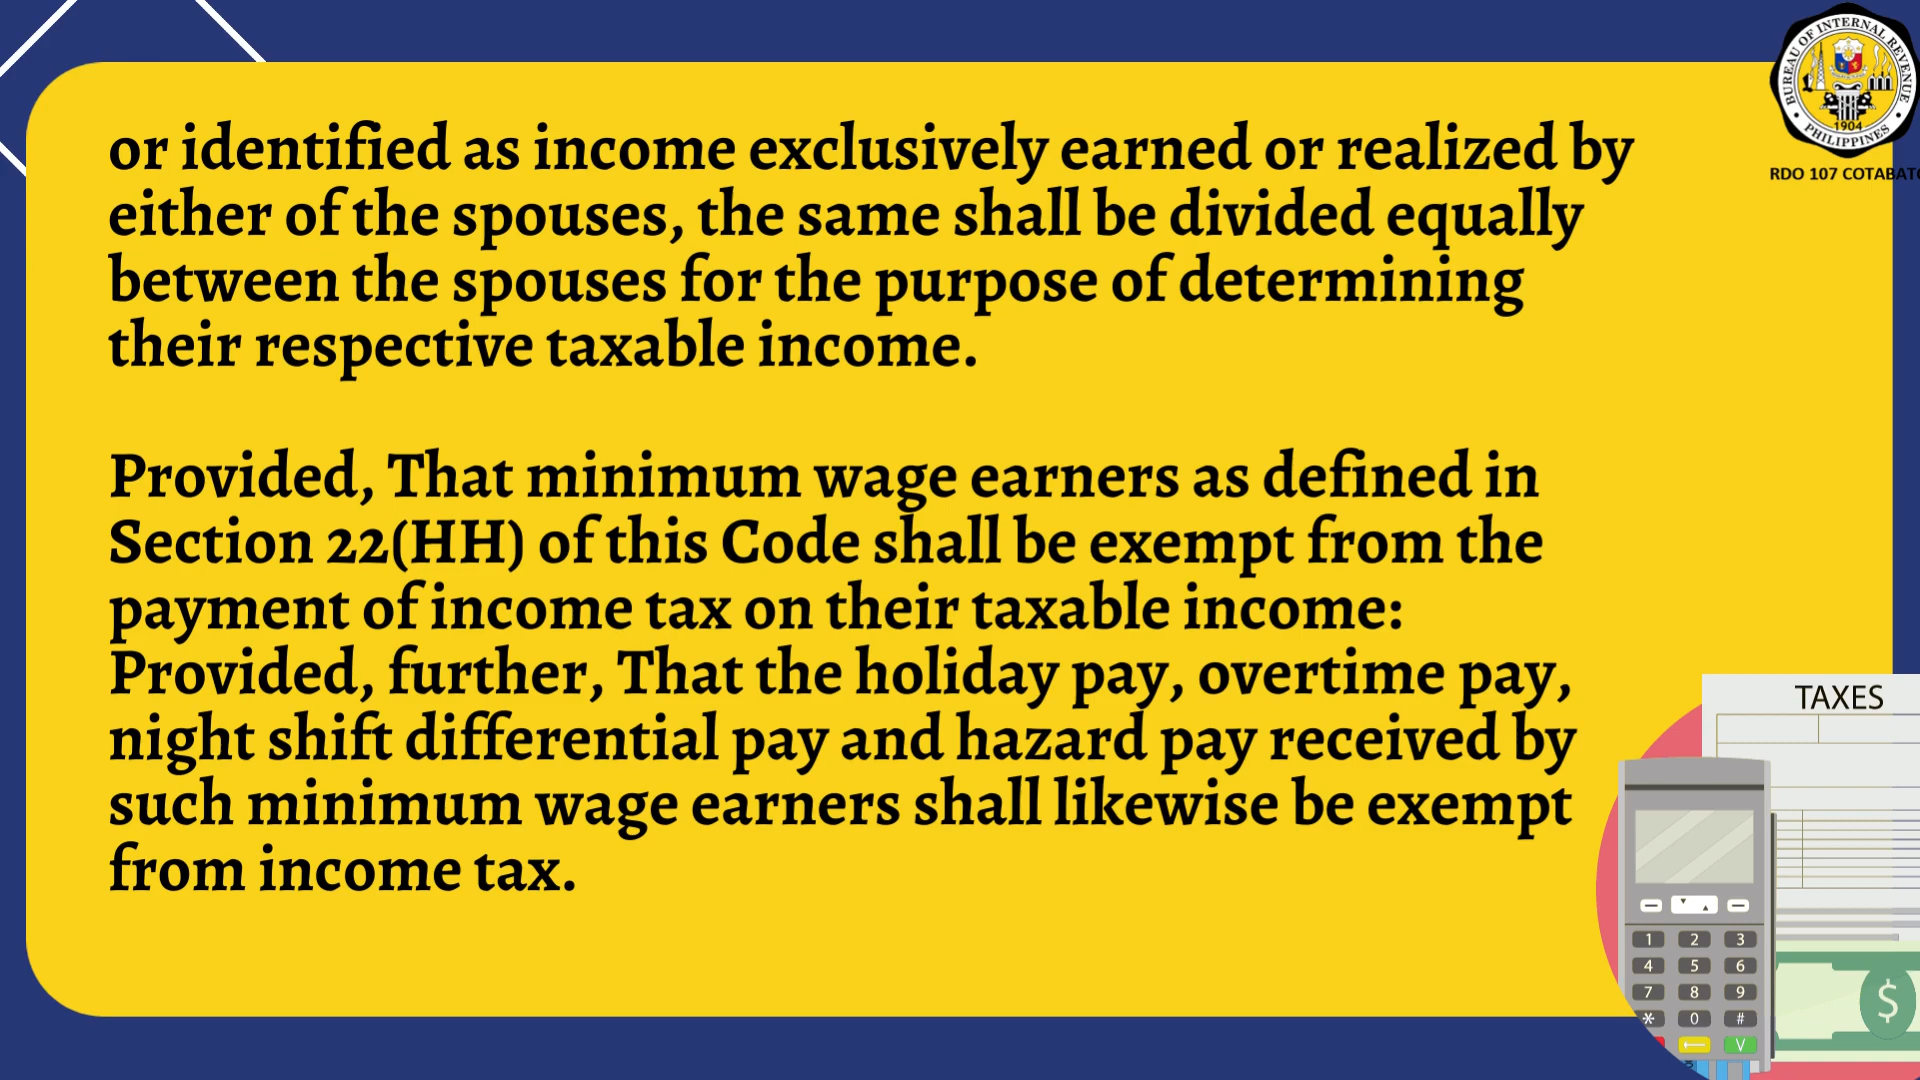 BUREAU OF INTERNAL REVENUE
1904
PHILIPPINES
RDO 107 COTABATO
or identified as income exclusively earned or realized by
either of the spouses, the same shall be divided equally
between the spouses for the purpose of determining
their respective taxable income.
Provided, That minimum wage earners as defined in
Section 22(HH) of this Code shall be exempt from the
payment of income tax on their taxable income:
Provided, further, That the holiday pay, overtime pay,
night shift differential pay and hazard pay received by
such minimum wage earners shall likewise be exempt
from income tax.
TAXES
1 2 3
4 5 6
7 8 9
* 0 #
V
$